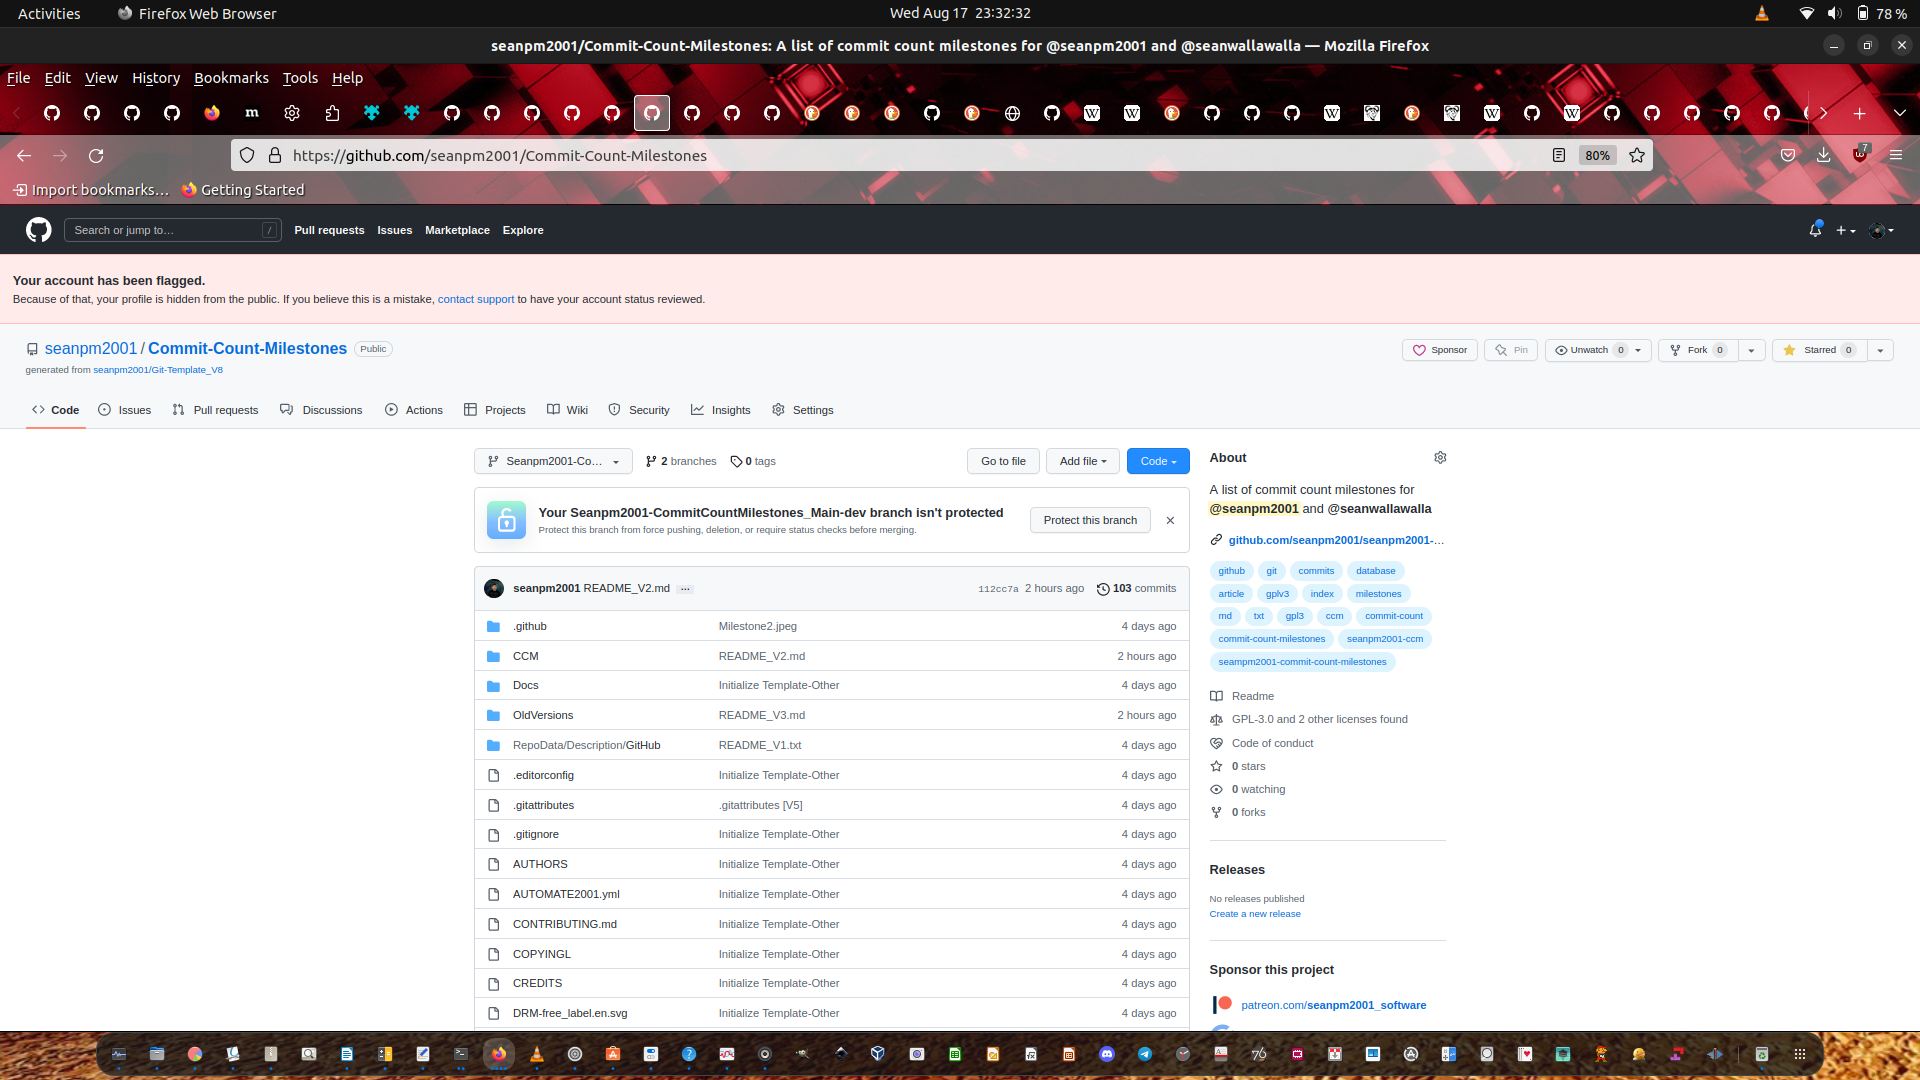 Activities
Firefox Web Browser
Wed Aug 17 23:32:32
78 %
seanpm2001/Commit-Count-Milestones: A list of commit count milestones for @seanpm2001 and @seanwallawalla — Mozilla Firefox
File Edit View History Bookmarks Tools Help
https://github.com/seanpm2001/Commit-Count-Milestones
80%
7
Import bookmarks…
Getting Started
Search or jump to…
/
Pull requests
Issues
Marketplace
Explore
Your account has been flagged.
Because of that, your profile is hidden from the public. If you believe this is a mistake, contact support to have your account status reviewed.
seanpm2001 / Commit-Count-Milestones Public
generated from seanpm2001/Git-Template_V8
Sponsor
Pin
Unwatch 0
Fork 0
Starred 0
Code
Issues
Pull requests
Discussions
Actions
Projects
Wiki
Security
Insights
Settings
Seanpm2001-Co…
2 branches
0 tags
Go to file
Add file
Code
Your Seanpm2001-CommitCountMilestones_Main-dev branch isn't protected
Protect this branch from force pushing, deletion, or require status checks before merging.
Protect this branch
seanpm2001 README_V2.md …
112cc7a 2 hours ago
103 commits
.github Milestone2.jpeg 4 days ago
CCM README_V2.md 2 hours ago
Docs Initialize Template-Other 4 days ago
OldVersions README_V3.md 2 hours ago
RepoData/Description/GitHub README_V1.txt 4 days ago
.editorconfig Initialize Template-Other 4 days ago
.gitattributes .gitattributes [V5] 4 days ago
.gitignore Initialize Template-Other 4 days ago
AUTHORS Initialize Template-Other 4 days ago
AUTOMATE2001.yml Initialize Template-Other 4 days ago
CONTRIBUTING.md Initialize Template-Other 4 days ago
COPYINGL Initialize Template-Other 4 days ago
CREDITS Initialize Template-Other 4 days ago
DRM-free_label.en.svg Initialize Template-Other 4 days ago
About
A list of commit count milestones for
@seanpm2001 and @seanwallawalla
github.com/seanpm2001/seanpm2001-…
github git commits database
article gplv3 index milestones
md txt gpl3 ccm commit-count
commit-count-milestones seanpm2001-ccm
seampm2001-commit-count-milestones
Readme
GPL-3.0 and 2 other licenses found
Code of conduct
0 stars
0 watching
0 forks
Releases
No releases published
Create a new release
Sponsor this project
patreon.com/seanpm2001_software